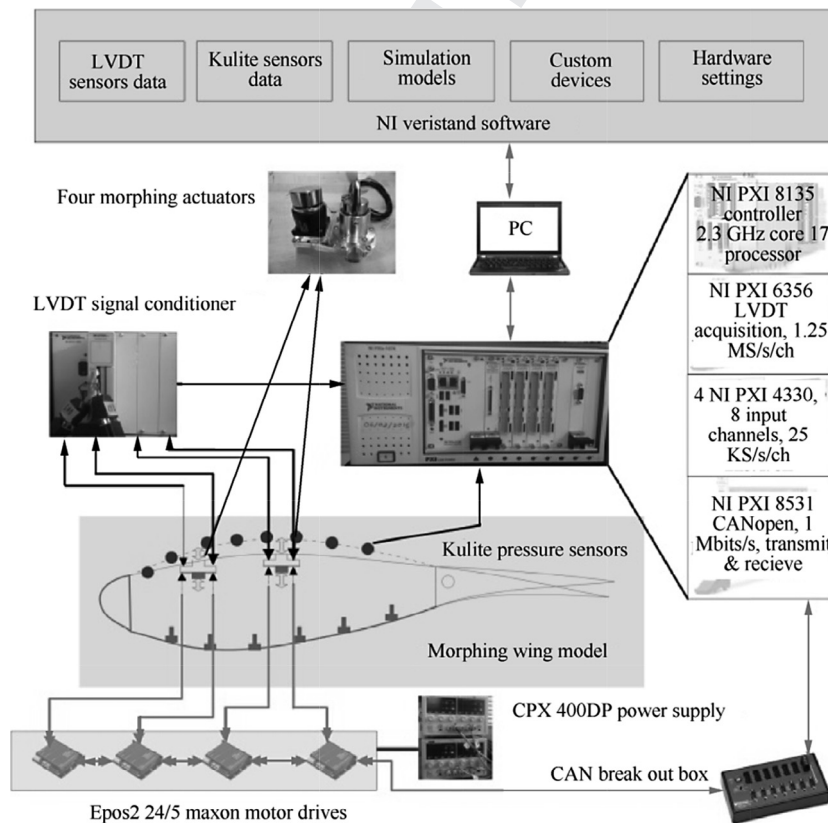 LVDT
sensors data
Kulite sensors
data
Simulation
models
Custom
devices
Hardware
settings
NI veristand software
Four morphing actuators
PC
NI PXI 8135
controller
2.3 GHz core 17
processor
LVDT signal conditioner
NI PXI 6356
LVDT
acquisition, 1.25
MS/s/ch
4 NI PXI 4330,
8 input
channels, 25
KS/s/ch
NI PXI 8531
CANopen, 1
Mbits/s, transmit
& recieve
Kulite pressure sensors
Morphing wing model
CPX 400DP power supply
CAN break out box
Epos2 24/5 maxon motor drives